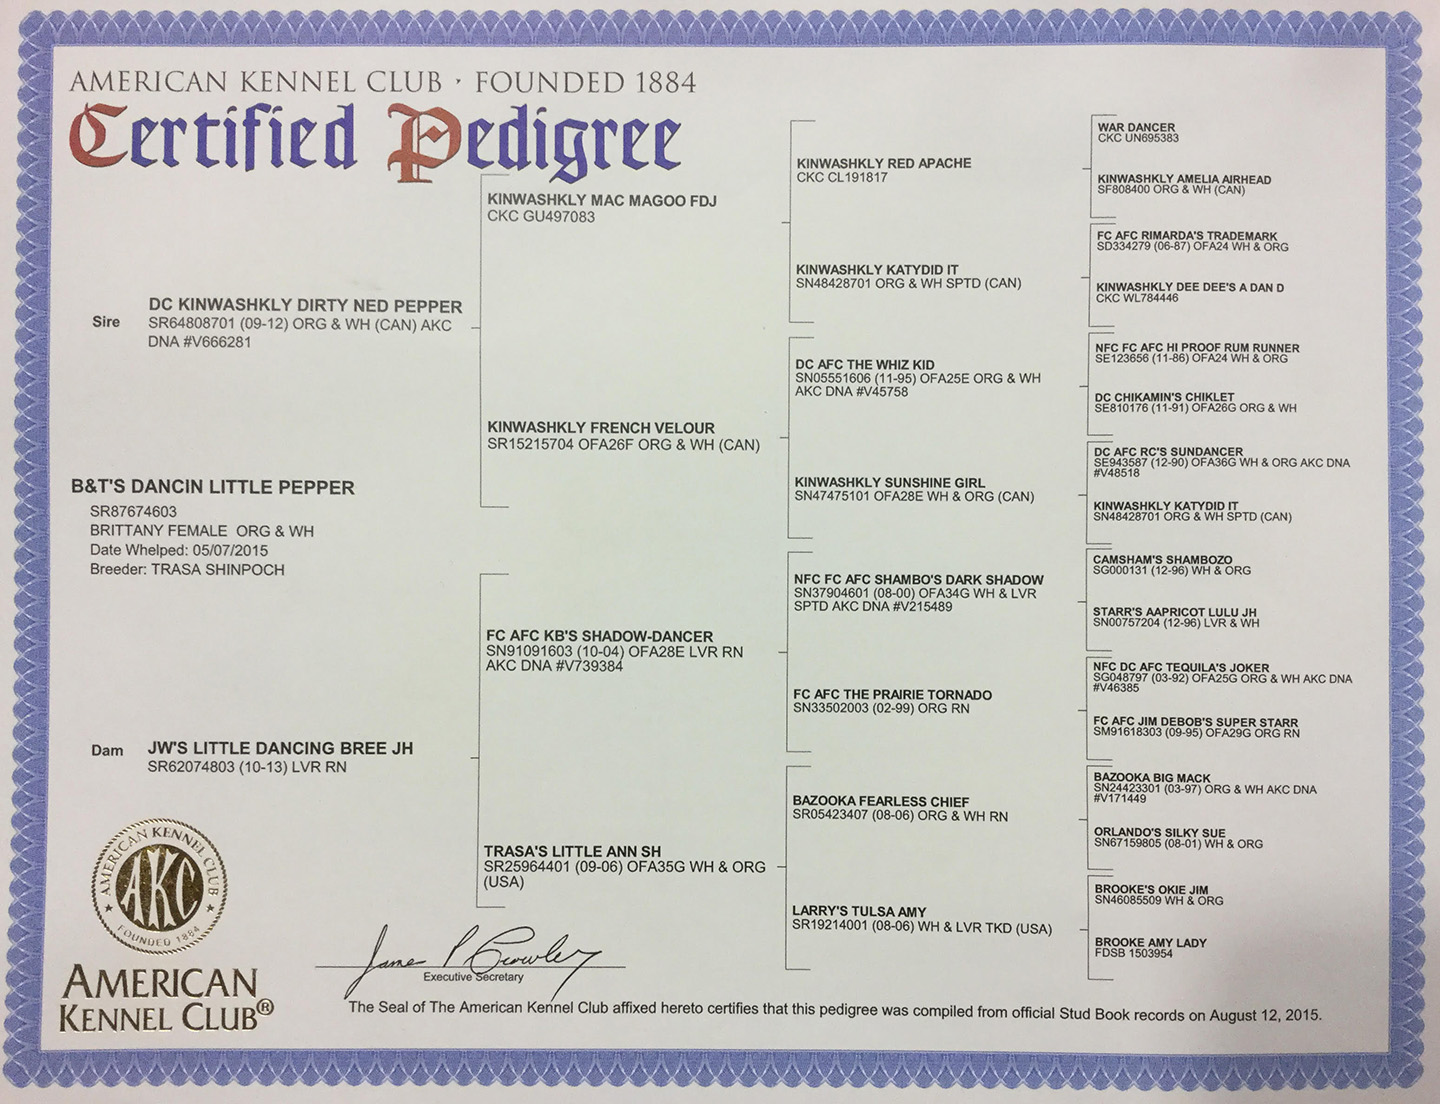 AMERICAN KENNEL CLUB · FOUNDED 1884
Certified Pedigree
Sire
DC KINWASHKLY DIRTY NED PEPPER
SR64808701 (09-12) ORG & WH (CAN) AKC
DNA #V666281
B&T'S DANCIN LITTLE PEPPER
SR87674603
BRITTANY FEMALE ORG & WH
Date Whelped: 05/07/2015
Breeder: TRASA SHINPOCH
Dam
JW'S LITTLE DANCING BREE JH
SR62074803 (10-13) LVR RN
KINWASHKLY MAC MAGOO FDJ
CKC GU497083
KINWASHKLY FRENCH VELOUR
SR15215704 OFA26F ORG & WH (CAN)
FC AFC KB'S SHADOW-DANCER
SN91091603 (10-04) OFA28E LVR RN
AKC DNA #V739384
TRASA'S LITTLE ANN SH
SR25964401 (09-06) OFA35G WH & ORG
(USA)
KINWASHKLY RED APACHE
CKC CL191817
KINWASHKLY KATYDID IT
SN48428701 ORG & WH SPTD (CAN)
DC AFC THE WHIZ KID
SN05551606 (11-95) OFA25E ORG & WH
AKC DNA #V45758
KINWASHKLY SUNSHINE GIRL
SN47475101 OFA28E WH & ORG (CAN)
NFC FC AFC SHAMBO'S DARK SHADOW
SN37904601 (08-00) OFA34G WH & LVR
SPTD AKC DNA #V215489
FC AFC THE PRAIRIE TORNADO
SN33502003 (02-99) ORG RN
BAZOOKA FEARLESS CHIEF
SR05423407 (08-06) ORG & WH RN
LARRY'S TULSA AMY
SR19214001 (08-06) WH & LVR TKD (USA)
WAR DANCER
CKC UN695383
KINWASHKLY AMELIA AIRHEAD
SF808400 ORG & WH (CAN)
FC AFC RIMARDA'S TRADEMARK
SD334279 (06-87) OFA24 WH & ORG
KINWASHKLY DEE DEE'S A DAN D
CKC WL784446
NFC FC AFC HI PROOF RUM RUNNER
SE123656 (11-86) OFA24 WH & ORG
DC CHIKAMIN'S CHIKLET
SE810176 (11-91) OFA26G ORG & WH
DC AFC RC'S SUNDANCER
SE943587 (12-90) OFA36G WH & ORG AKC DNA
#V48518
KINWASHKLY KATYDID IT
SN48428701 ORG & WH SPTD (CAN)
CAMSHAM'S SHAMBOZO
SG000131 (12-96) WH & ORG
STARR'S AAPRICOT LULU JH
SN00757204 (12-96) LVR & WH
NFC DC AFC TEQUILA'S JOKER
SG048797 (03-92) OFA25G ORG & WH AKC DNA
#V46385
FC AFC JIM DEBOB'S SUPER STARR
SM91618303 (09-95) OFA29G ORG RN
BAZOOKA BIG MACK
SN24423301 (03-97) ORG & WH AKC DNA
#V171449
ORLANDO'S SILKY SUE
SN67159805 (08-01) WH & ORG
BROOKE'S OKIE JIM
SN46085509 WH & ORG
BROOKE AMY LADY
FDSB 1503954
AMERICAN KENNEL CLUB
AKC
FOUNDED 1884
AMERICAN
KENNEL CLUB®
James P Crowley
Executive Secretary
The Seal of The American Kennel Club affixed hereto certifies that this pedigree was compiled from official Stud Book records on August 12, 2015.